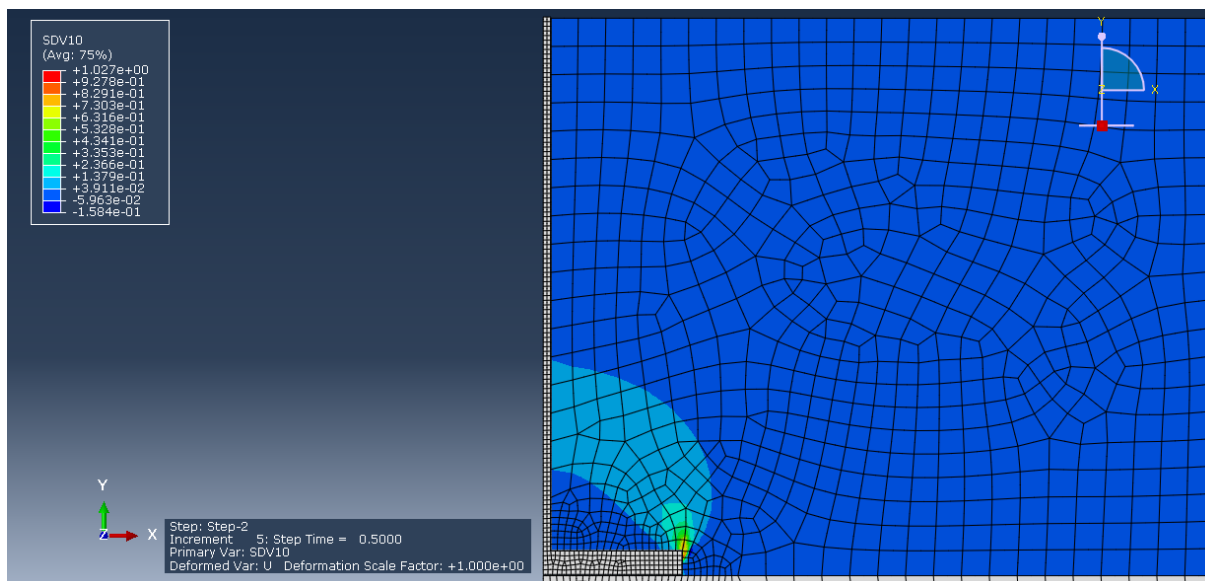 SDV10
(Avg: 75%)
+1.027e+00
+9.278e-01
+8.291e-01
+7.303e-01
+6.316e-01
+5.328e-01
+4.341e-01
+3.353e-01
+2.366e-01
+1.379e-01
+3.911e-02
-5.963e-02
-1.584e-01
Y
Z
X
Y
Z
X
Step: Step-2
Increment 5: Step Time = 0.5000
Primary Var: SDV10
Deformed Var: U Deformation Scale Factor: +1.000e+00